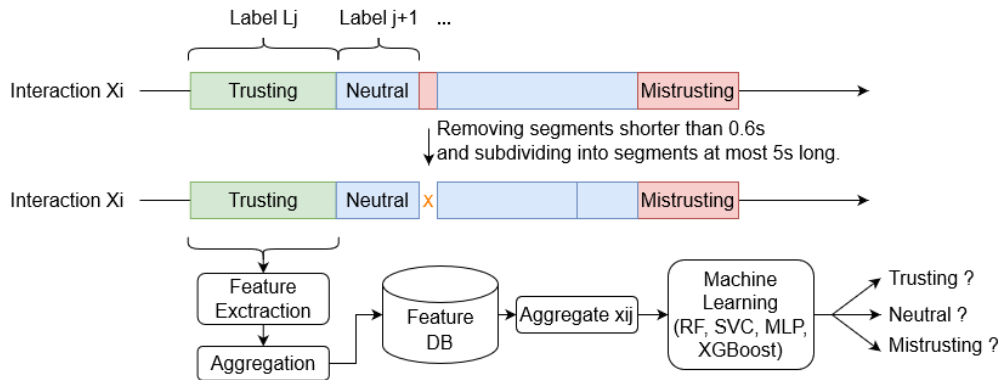 Label Lj Label j+1 ...
Interaction Xi Trusting Neutral Mistrusting
Removing segments shorter than 0.6s
and subdividing into segments at most 5s long.
Interaction Xi Trusting Neutral x Mistrusting
Feature
Exctraction
Aggregation
Feature
DB
Aggregate xij
Machine
Learning
(RF, SVC, MLP,
XGBoost)
Trusting ?
Neutral ?
Mistrusting ?